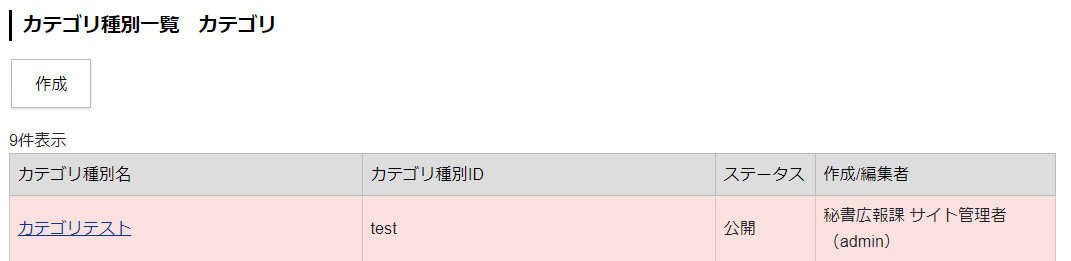 カテゴリ種別一覧　カテゴリ
作成
9件表示
カテゴリ種別名 カテゴリ種別ID ステータス 作成/編集者
カテゴリテスト test 公開 秘書広報課 サイト管理者
（admin）